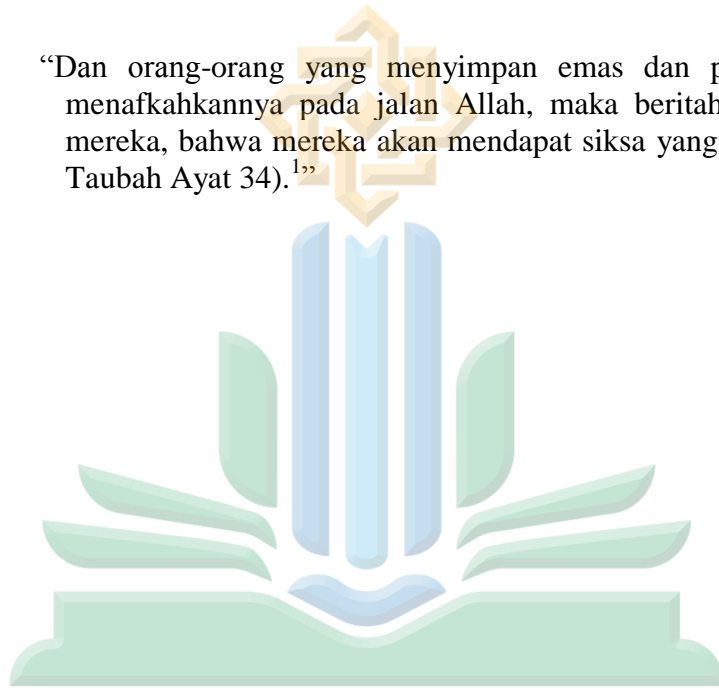 “Dan orang-orang yang menyimpan emas dan p
menafkahkannya pada jalan Allah, maka beritah
mereka, bahwa mereka akan mendapat siksa yang
Taubah Ayat 34).¹”